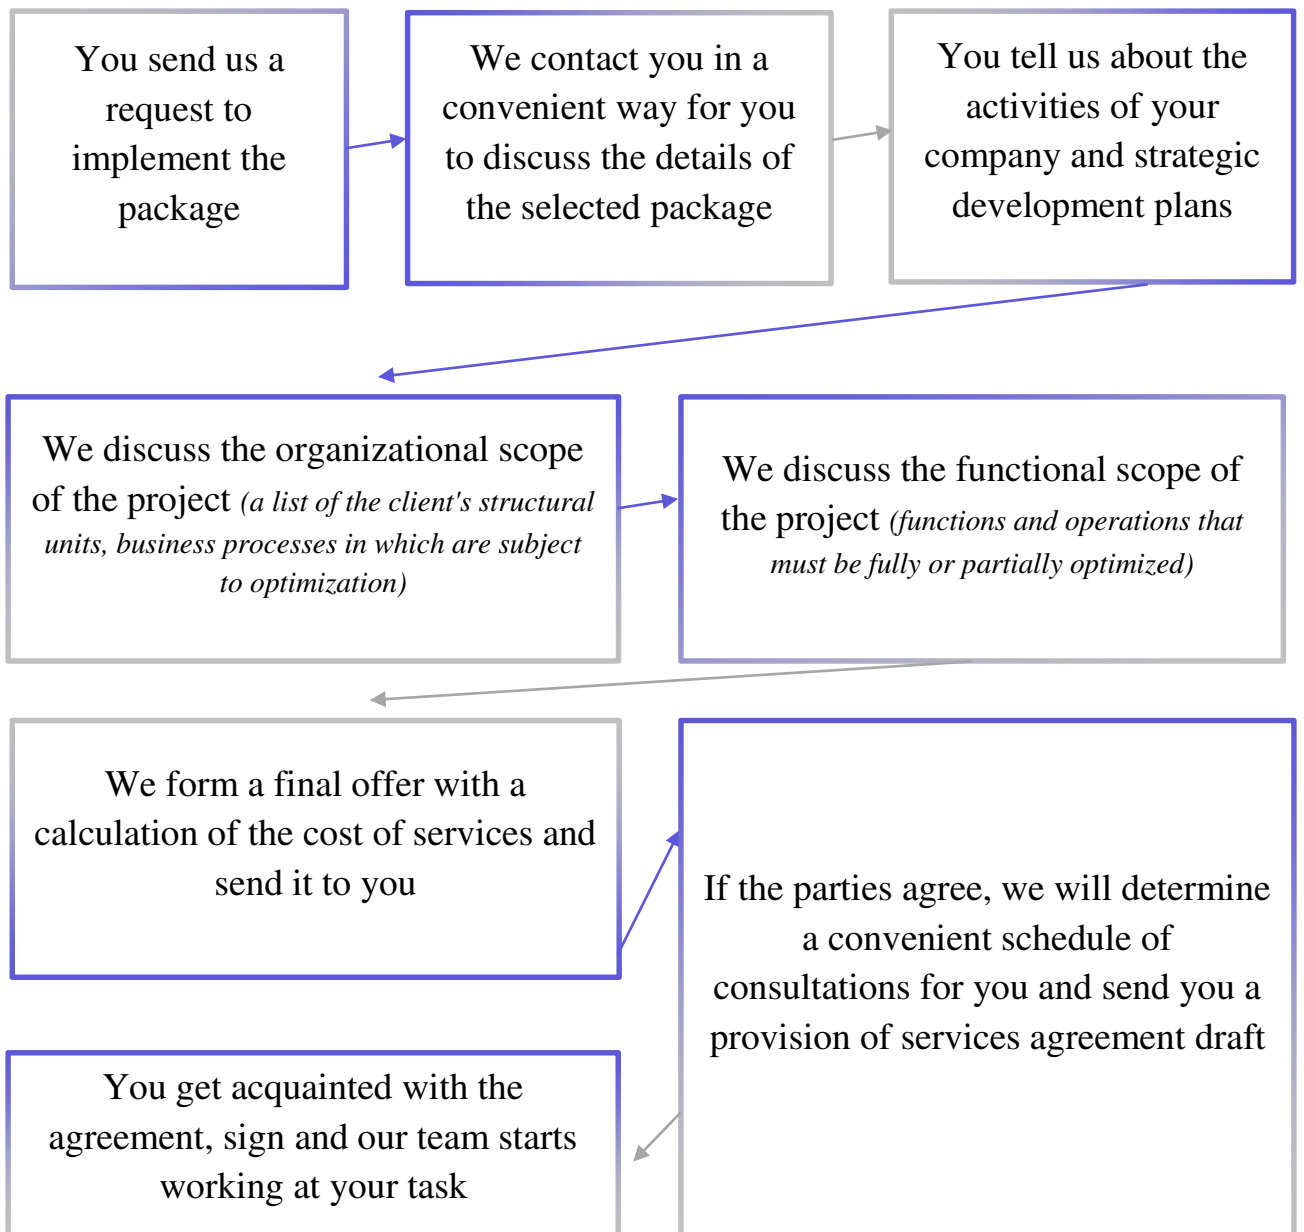 You send us a
request to
implement the
package
We contact you in a
convenient way for you
to discuss the details of
the selected package
You tell us about the
activities of your
company and strategic
development plans
We discuss the organizational scope
of the project (a list of the client's structural
units, business processes in which are subject
to optimization)
We discuss the functional scope of
the project (functions and operations that
must be fully or partially optimized)
We form a final offer with a
calculation of the cost of services and
send it to you
If the parties agree, we will determine
a convenient schedule of
consultations for you and send you a
provision of services agreement draft
You get acquainted with the
agreement, sign and our team starts
working at your task